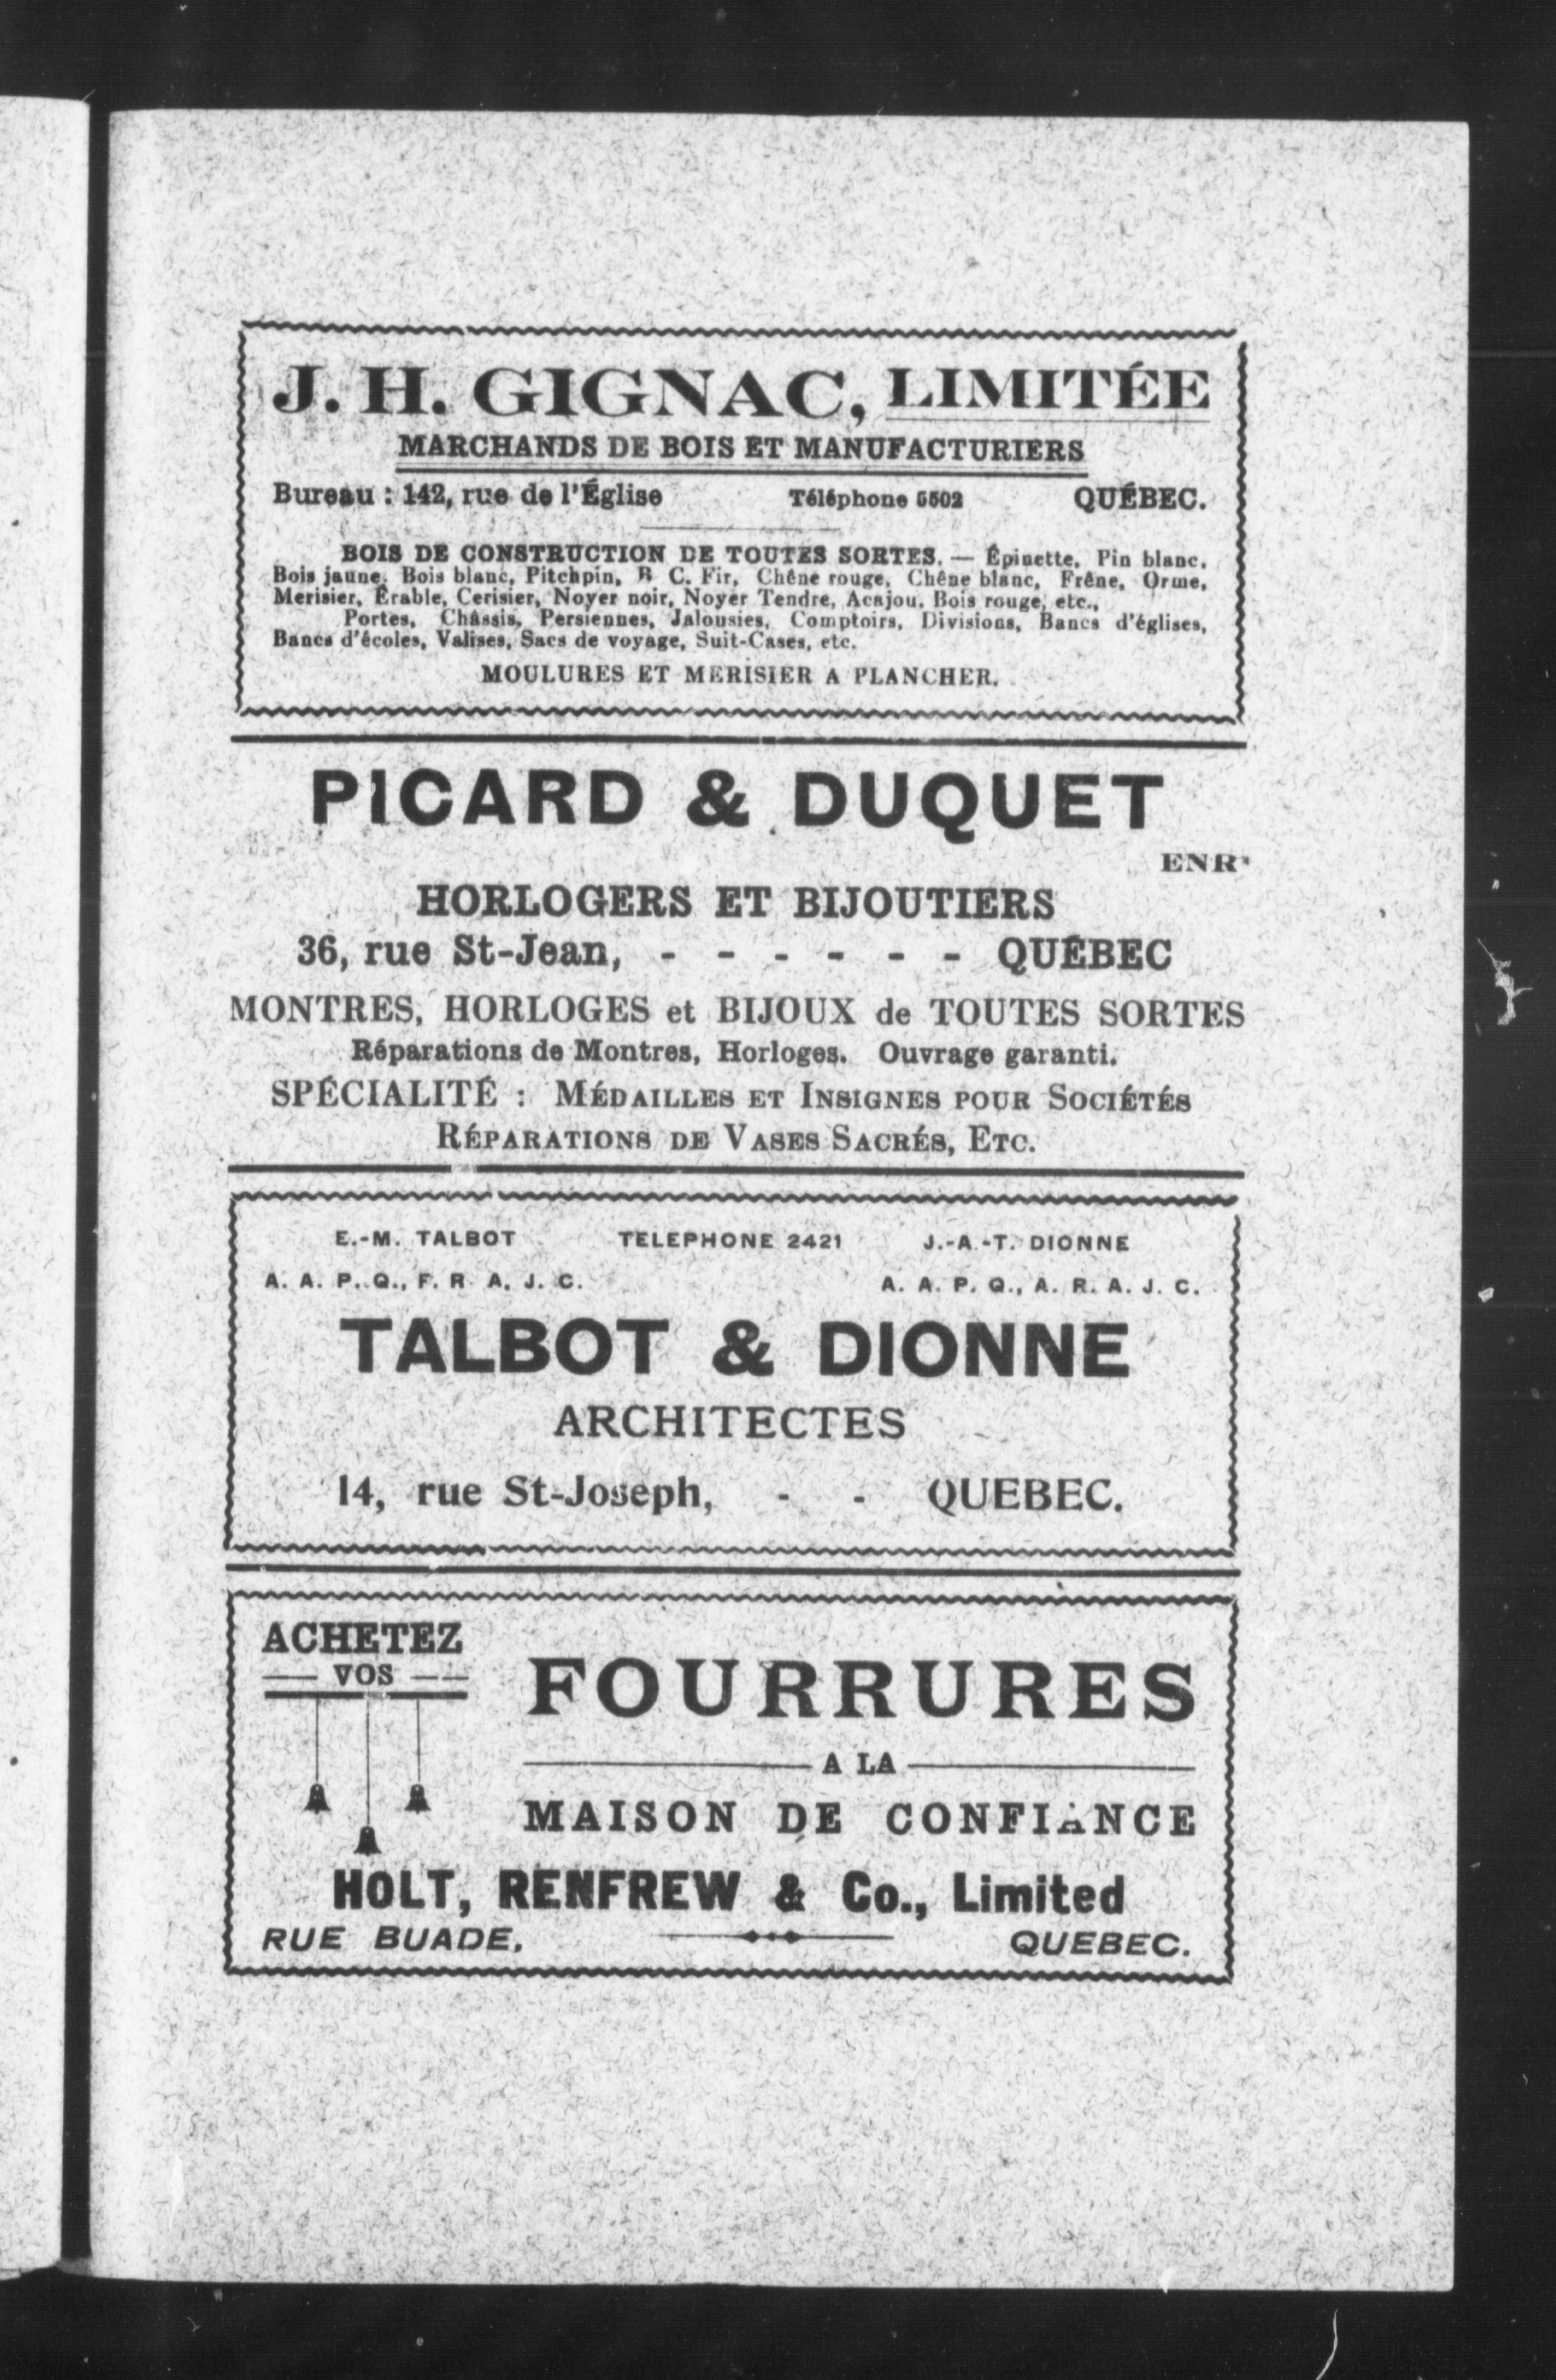 J. H. GIGNAC, LIMITÉE
MARCHANDS DE BOIS ET MANUFACTURIERS
Bureau : 142, rue de l'Église Téléphone 5502 QUÉBEC.
BOIS DE CONSTRUCTION DE TOUTES SORTES. — Épinette, Pin blanc,
Bois jaune, Bois blanc, Pitchpin, B C. Fir, Chêne rouge, Chêne blanc, Frêne, Orme,
Merisier, Érable, Cerisier, Noyer noir, Noyer Tendre, Acajou, Bois rouge, etc.,
Portes, Châssis, Persiennes, Jalousies, Comptoirs, Divisions, Bancs d'églises,
Bancs d'écoles, Valises, Sacs de voyage, Suit-Cases, etc.
MOULURES ET MERISIER A PLANCHER.
PICARD & DUQUET
ENR
HORLOGERS ET BIJOUTIERS
36, rue St-Jean, - - - - - - QUÉBEC
MONTRES, HORLOGES et BIJOUX de TOUTES SORTES
Réparations de Montres, Horloges. Ouvrage garanti.
SPÉCIALITÉ : MÉDAILLES ET INSIGNES POUR SOCIÉTÉS
RÉPARATIONS DE VASES SACRÉS, ETC.
E.-M. TALBOT TELEPHONE 2421 J.-A.-T. DIONNE
A. A. P. Q., F. R A. J. C. A. A. P. Q., A. R. A. J. C.
TALBOT & DIONNE
ARCHITECTES
14, rue St-Joseph, - - QUEBEC.
ACHETEZ
VOS
FOURRURES
A LA
MAISON DE CONFIANCE
HOLT, RENFREW & Co., Limited
RUE BUADE, QUEBEC.